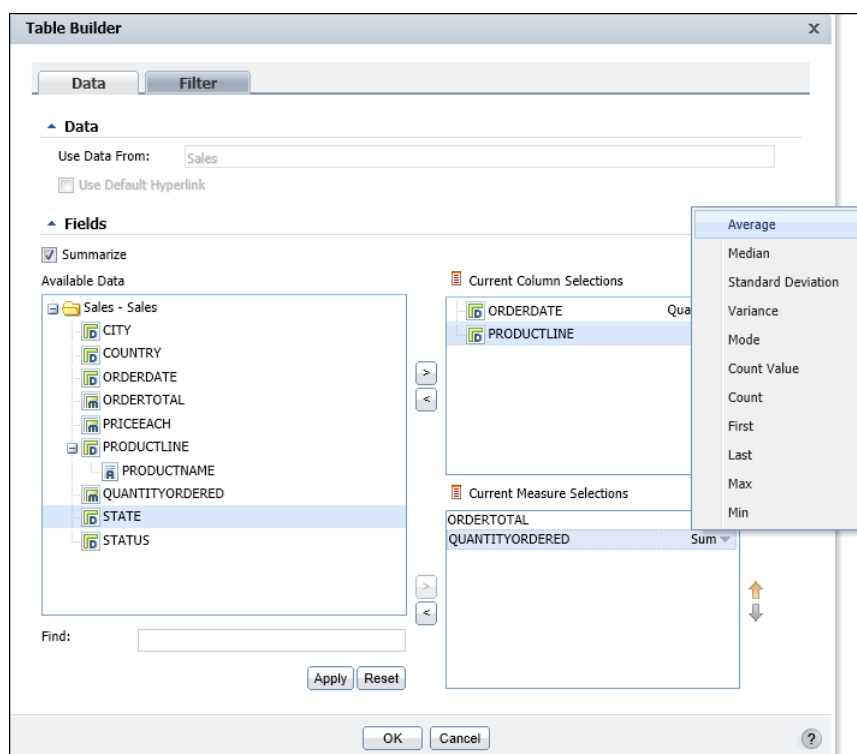 Table Builder
x
Data
Filter
Data
Use Data From:
Sales
Use Default Hyperlink
Fields
Summarize
Available Data
Sales - Sales
CITY
COUNTRY
ORDERDATE
ORDERTOTAL
PRICEEACH
PRODUCTLINE
PRODUCTNAME
QUANTITYORDERED
STATE
STATUS
Find:
Apply
Reset
>
<
>
<
Current Column Selections
ORDERDATE Qua
PRODUCTLINE
Current Measure Selections
ORDERTOTAL
QUANTITYORDERED Sum
Average
Median
Standard Deviation
Variance
Mode
Count Value
Count
First
Last
Max
Min
OK
Cancel
?